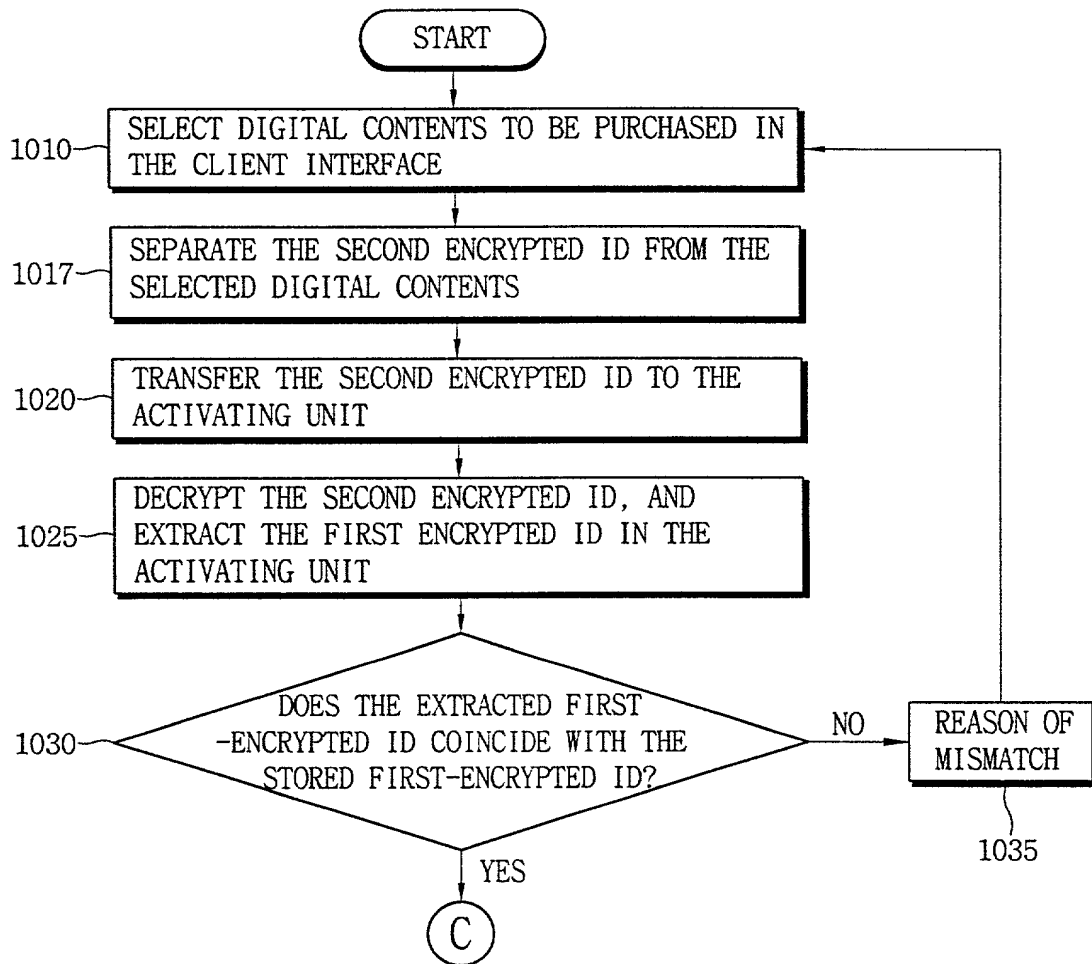 START
1010
SELECT DIGITAL CONTENTS TO BE PURCHASED IN
THE CLIENT INTERFACE
1017
SEPARATE THE SECOND ENCRYPTED ID FROM THE
SELECTED DIGITAL CONTENTS
1020
TRANSFER THE SECOND ENCRYPTED ID TO THE
ACTIVATING UNIT
1025
DECRYPT THE SECOND ENCRYPTED ID, AND
EXTRACT THE FIRST ENCRYPTED ID IN THE
ACTIVATING UNIT
1030
DOES THE EXTRACTED FIRST
-ENCRYPTED ID COINCIDE WITH THE
STORED FIRST-ENCRYPTED ID?
NO
REASON OF
MISMATCH
1035
YES
C